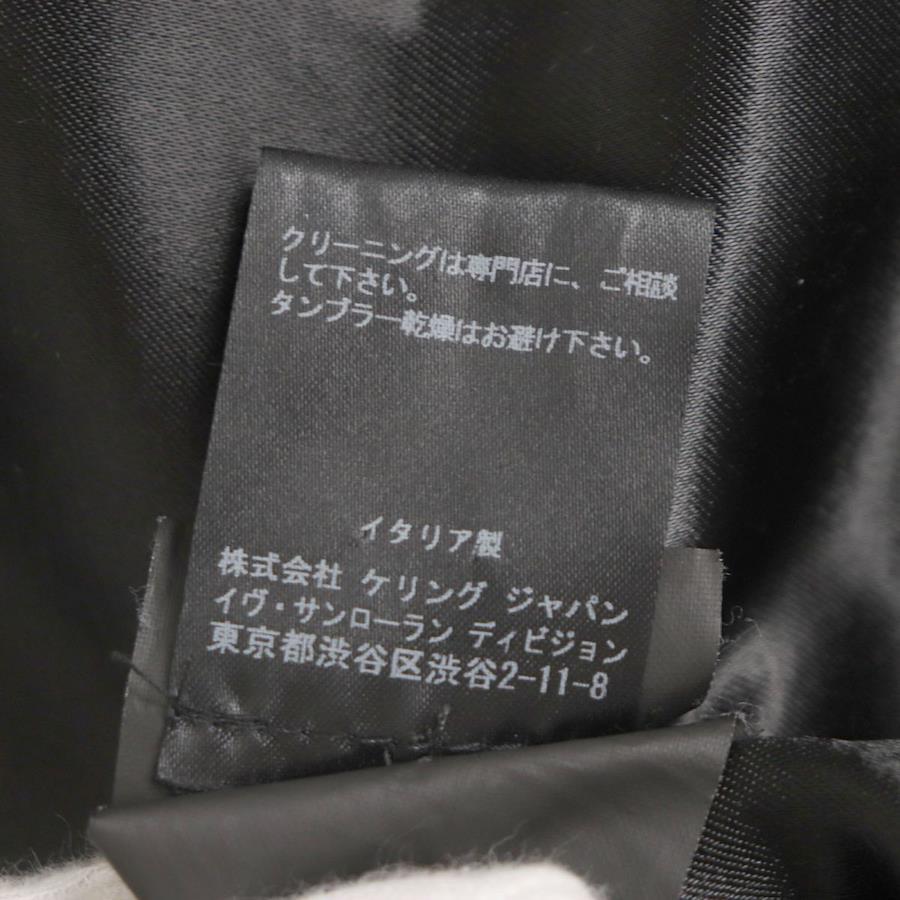 クリーニングは専門店に、ご相談
して下さい。
タンブラー乾燥はお避け下さい。
イタリア製
株式会社 ケリング ジャパン
イヴ・サンローラン ディビジョン
東京都渋谷区渋谷2-11-8